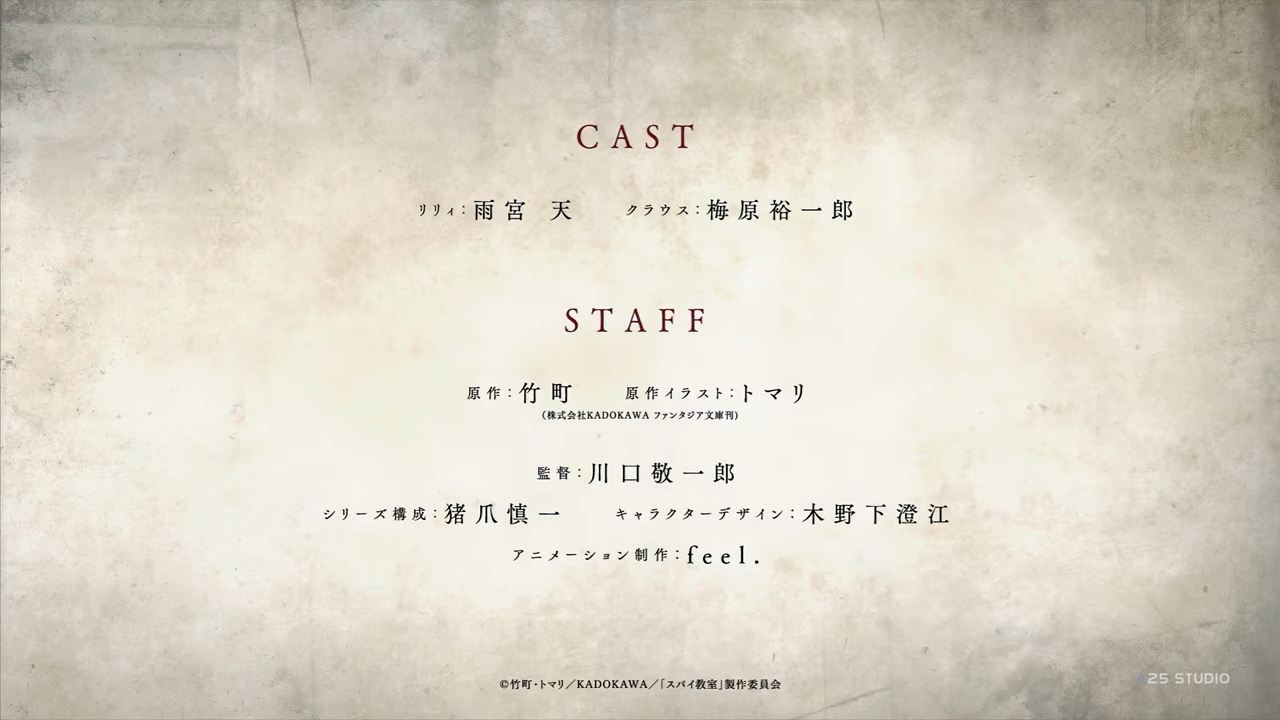 CAST
リリィ：雨宮 天 クラウス：梅原裕一郎
STAFF
原作：竹町 原作イラスト：トマリ
（株式会社KADOKAWA ファンタジア文庫刊）
監督：川口敬一郎
シリーズ構成：猪爪慎一 キャラクターデザイン：木野下澄江
アニメーション制作：feel.
©竹町・トマリ／KADOKAWA／「スパイ教室」製作委員会
A25 STUDIO